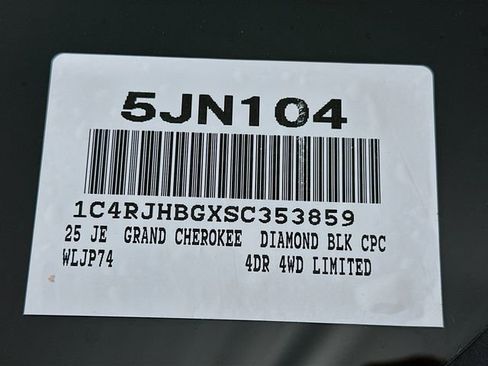 5JN104
1C4RJHBGXSC353859
25 JE GRAND CHEROKEE DIAMOND BLK CPC
WLJP74 4DR 4WD LIMITED